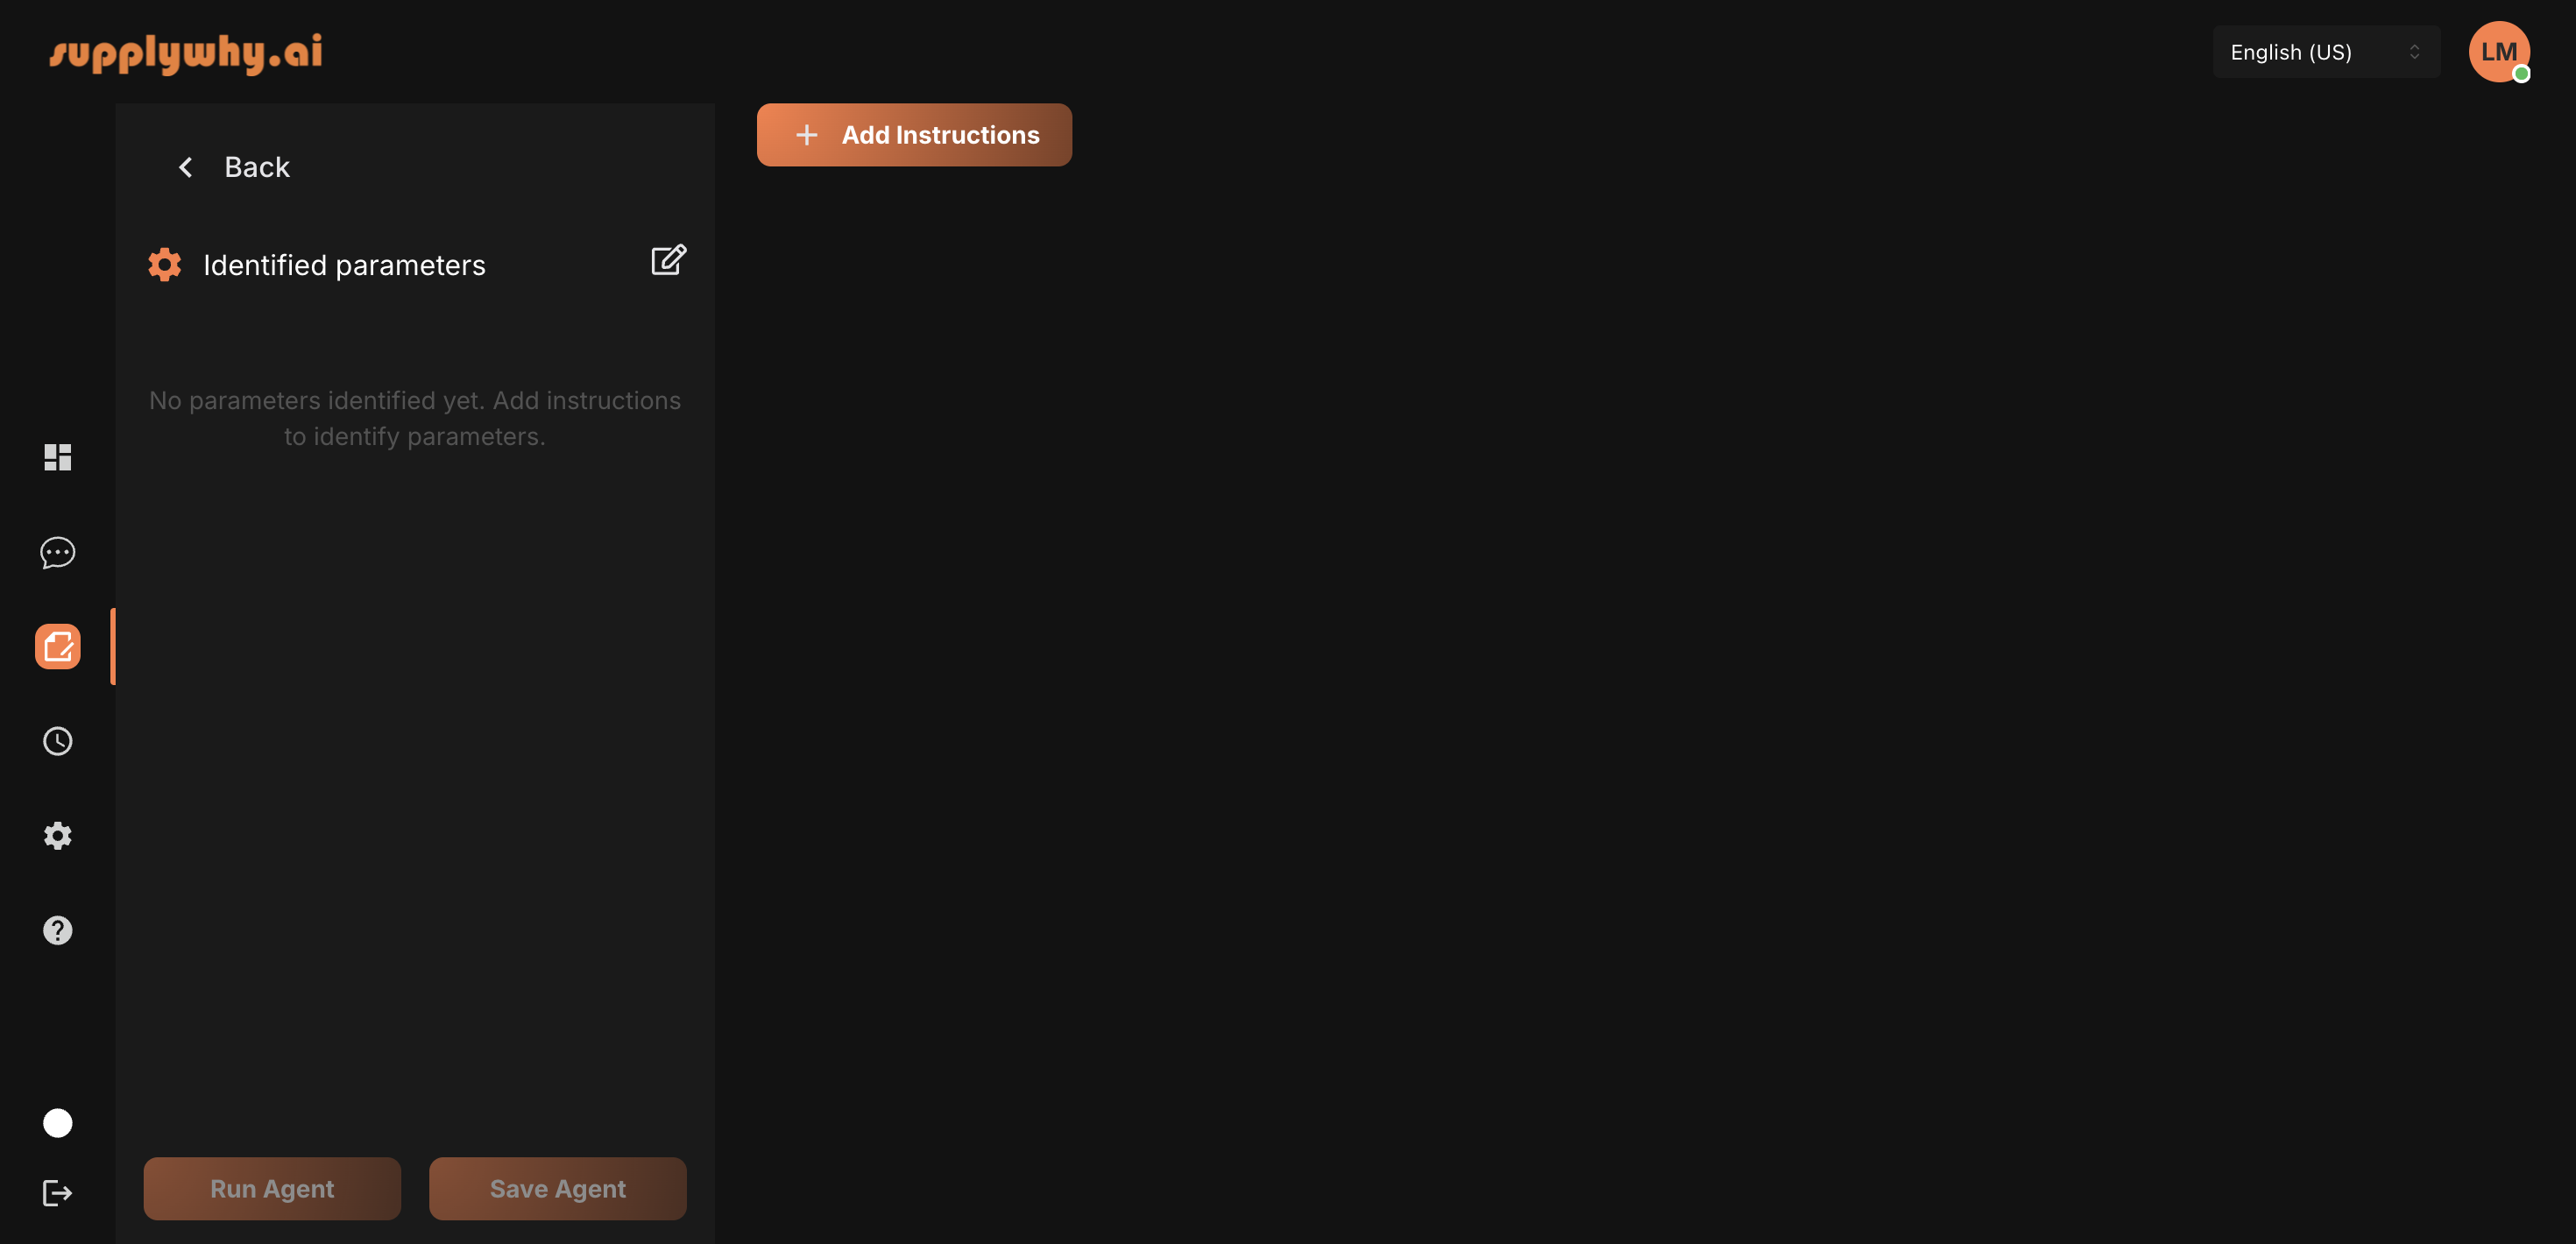 supplywhy.ai
English (US)
LM
Back
Add Instructions
Identified parameters
No parameters identified yet. Add instructions
to identify parameters.
Run Agent
Save Agent